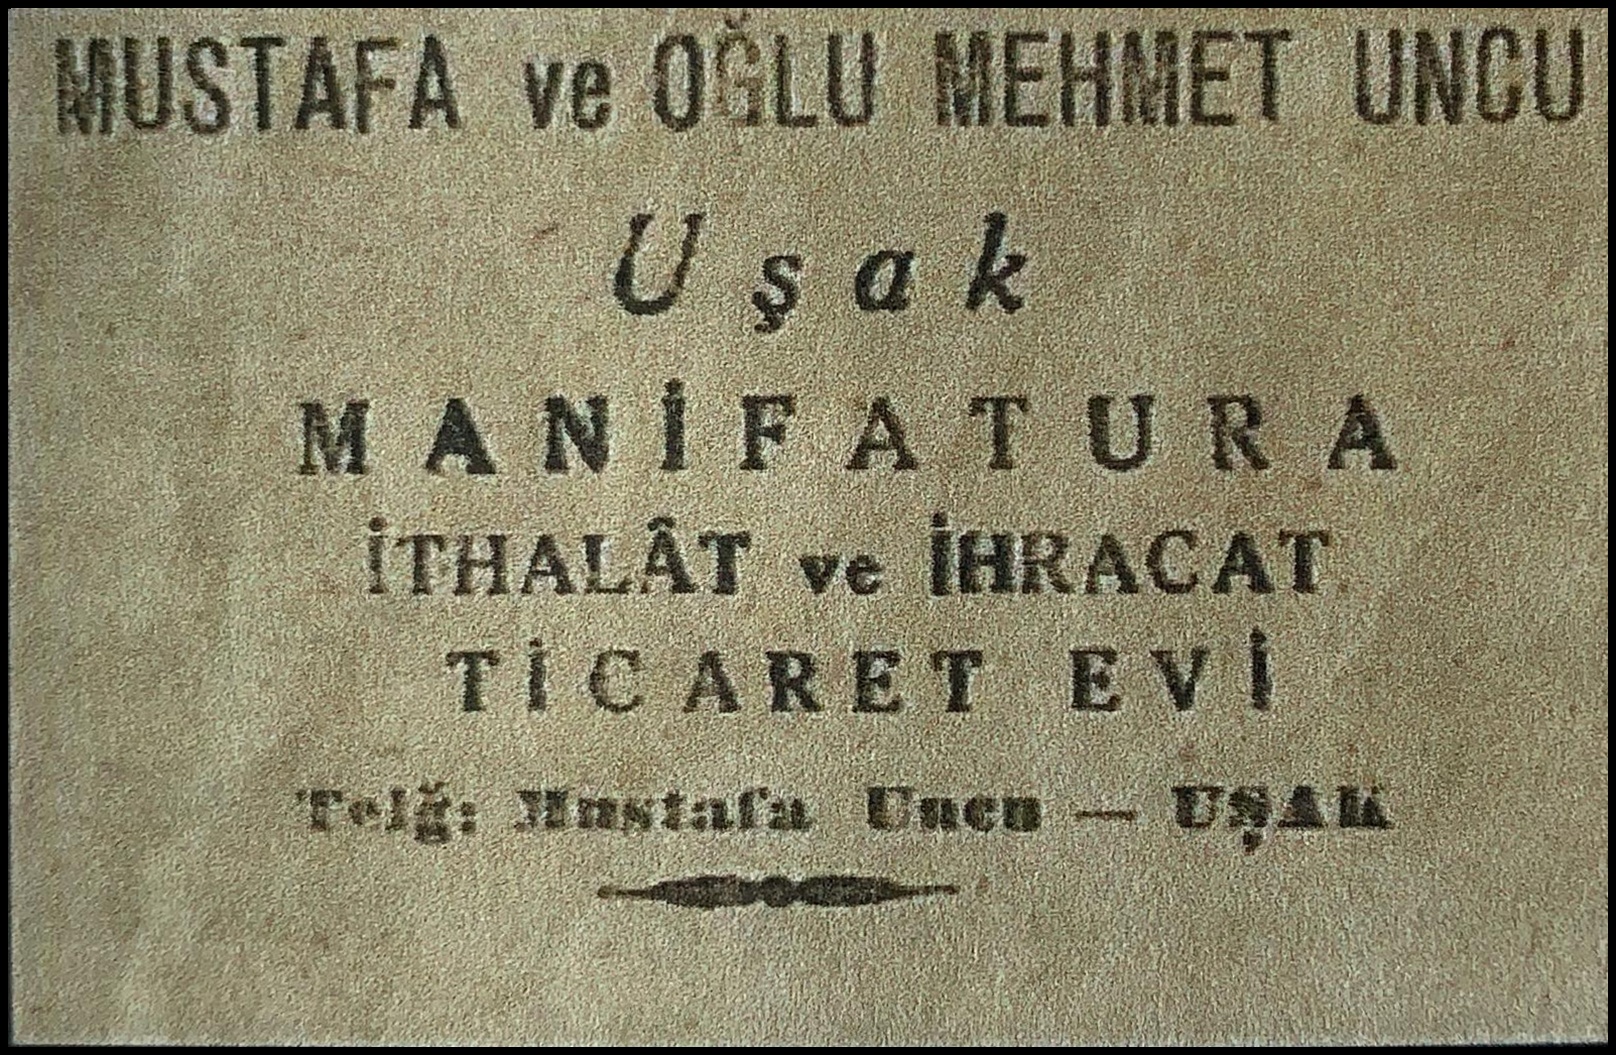 MUSTAFA ve OĞLU MEHMET UNCU
Uşak
MANİFATURA
İTHALÂT ve İHRACAT
TİCARET EVİ
Telğ: Mustafa Uncu — UŞAK